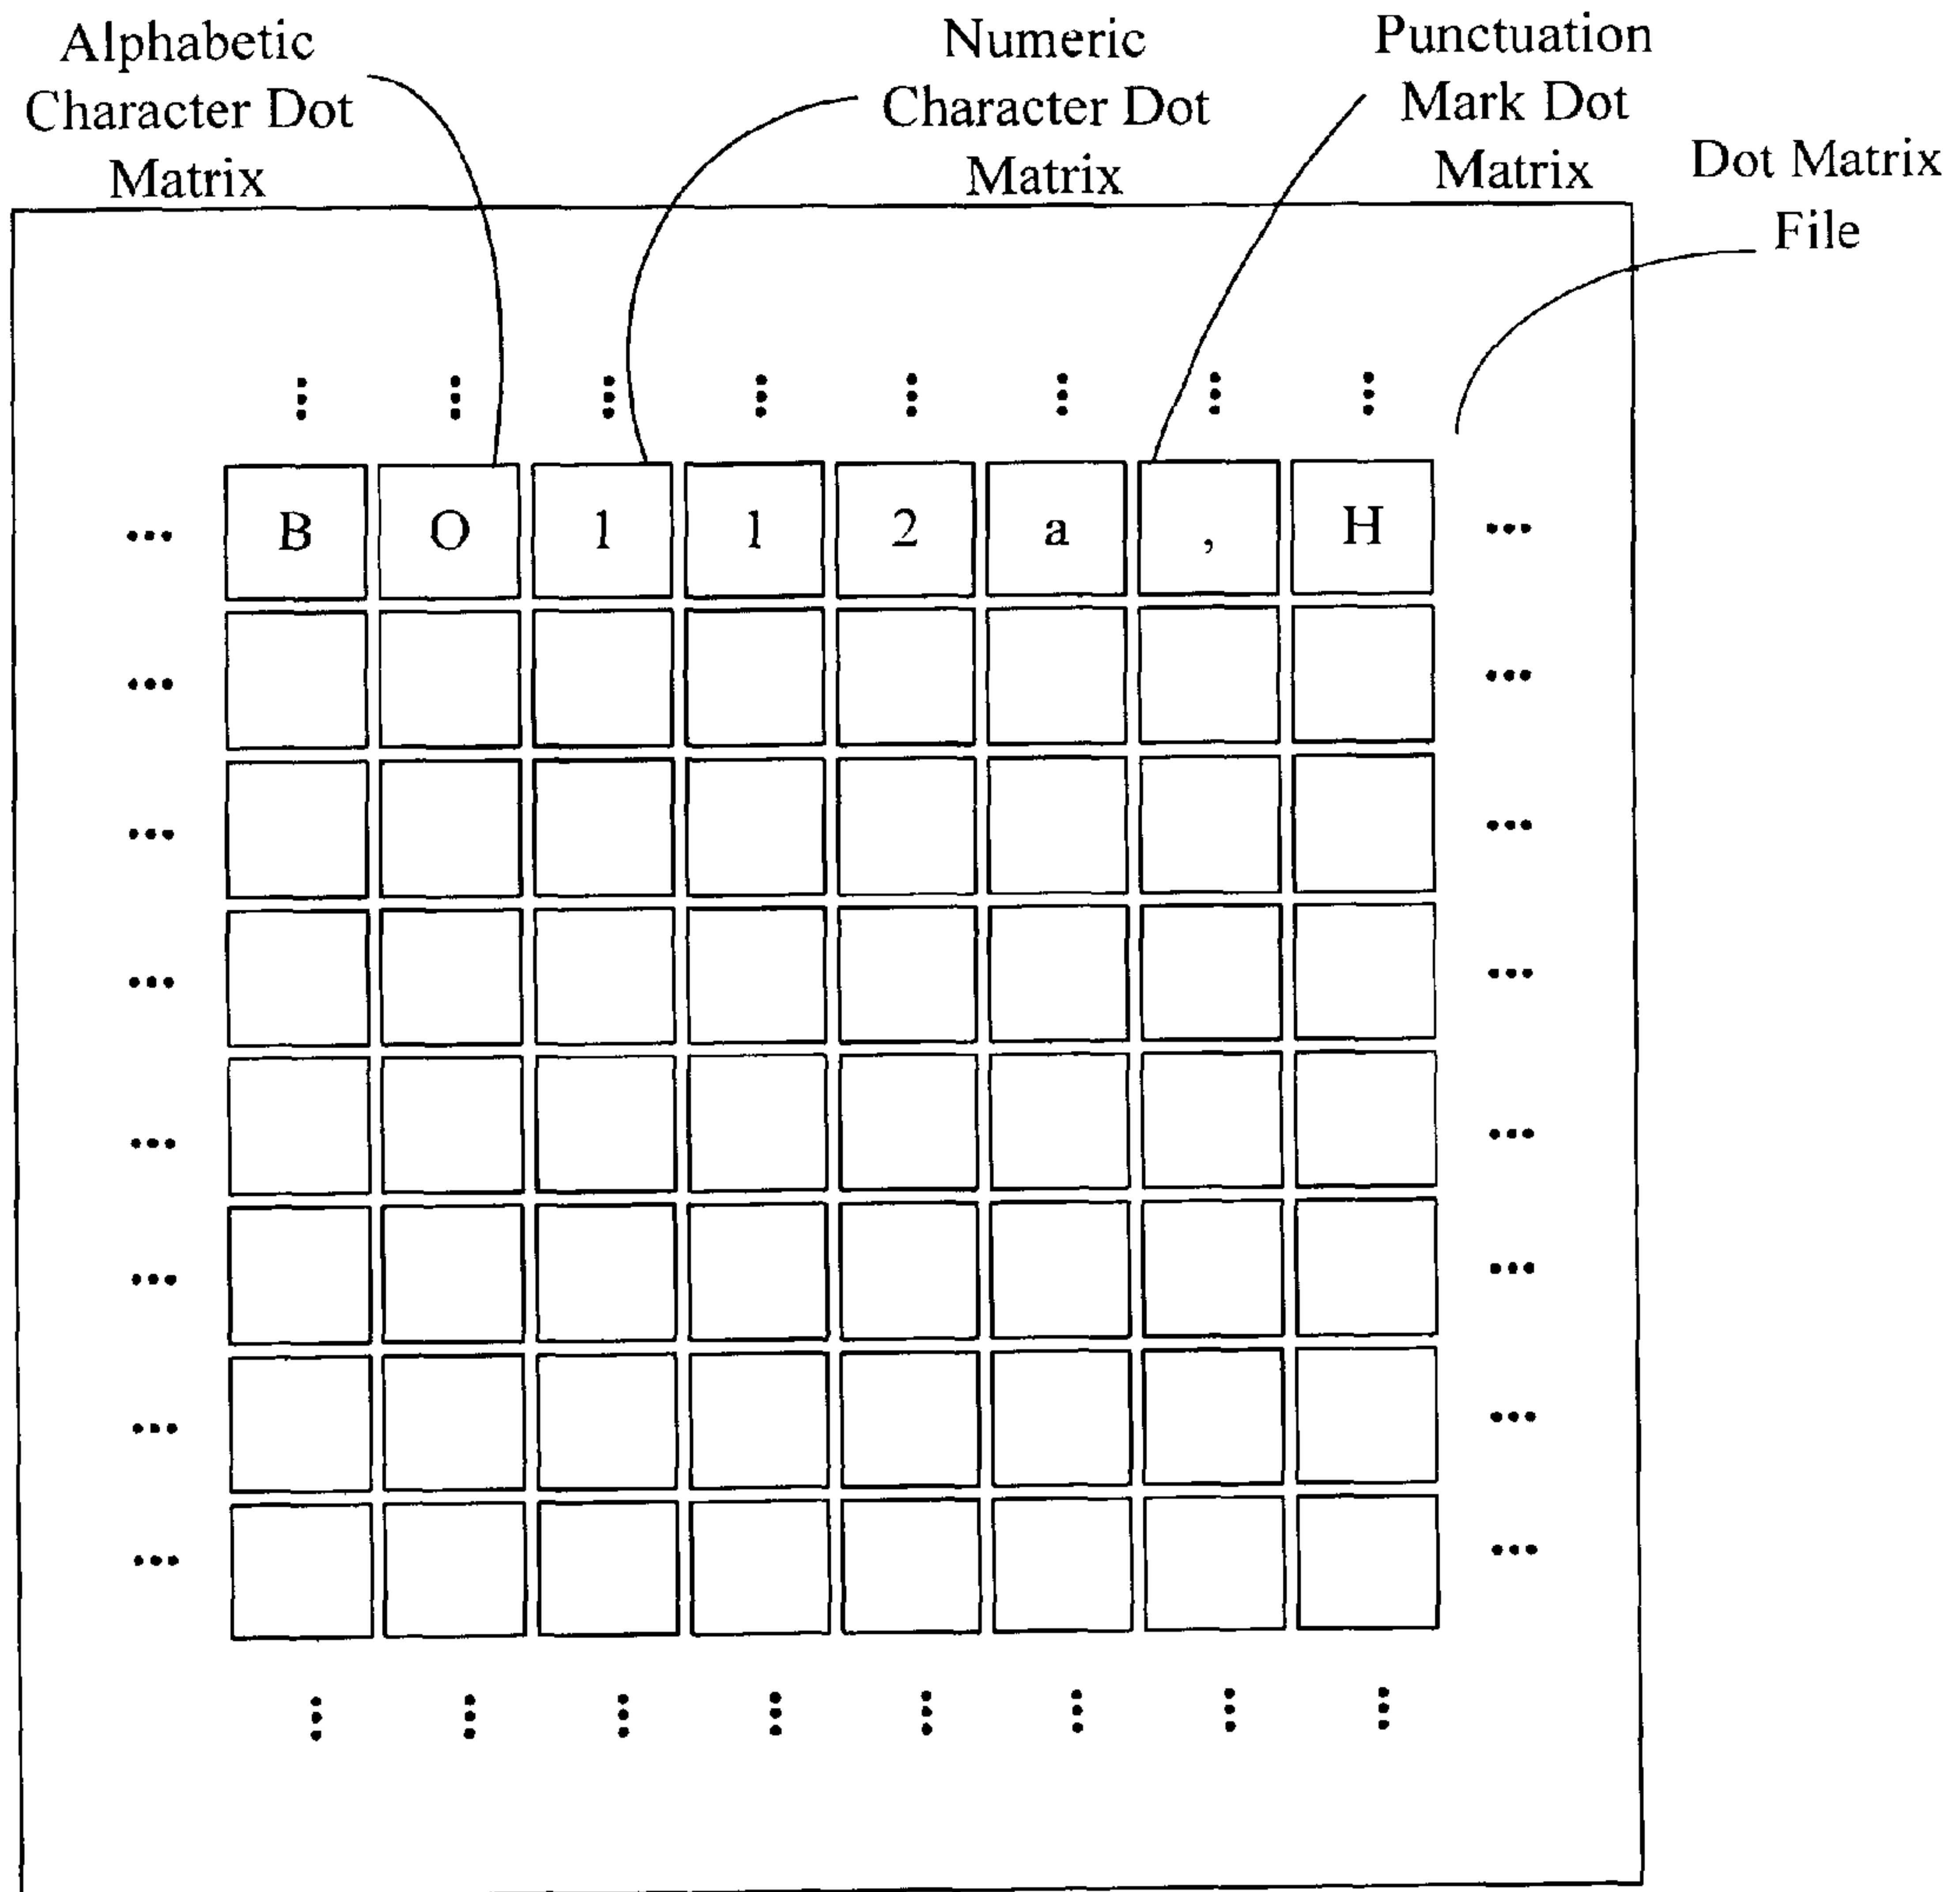 Alphabetic
Character Dot
Matrix
Numeric
Character Dot
Matrix
Punctuation
Mark Dot
Matrix
Dot Matrix
File
B O 1 1 2 a , H